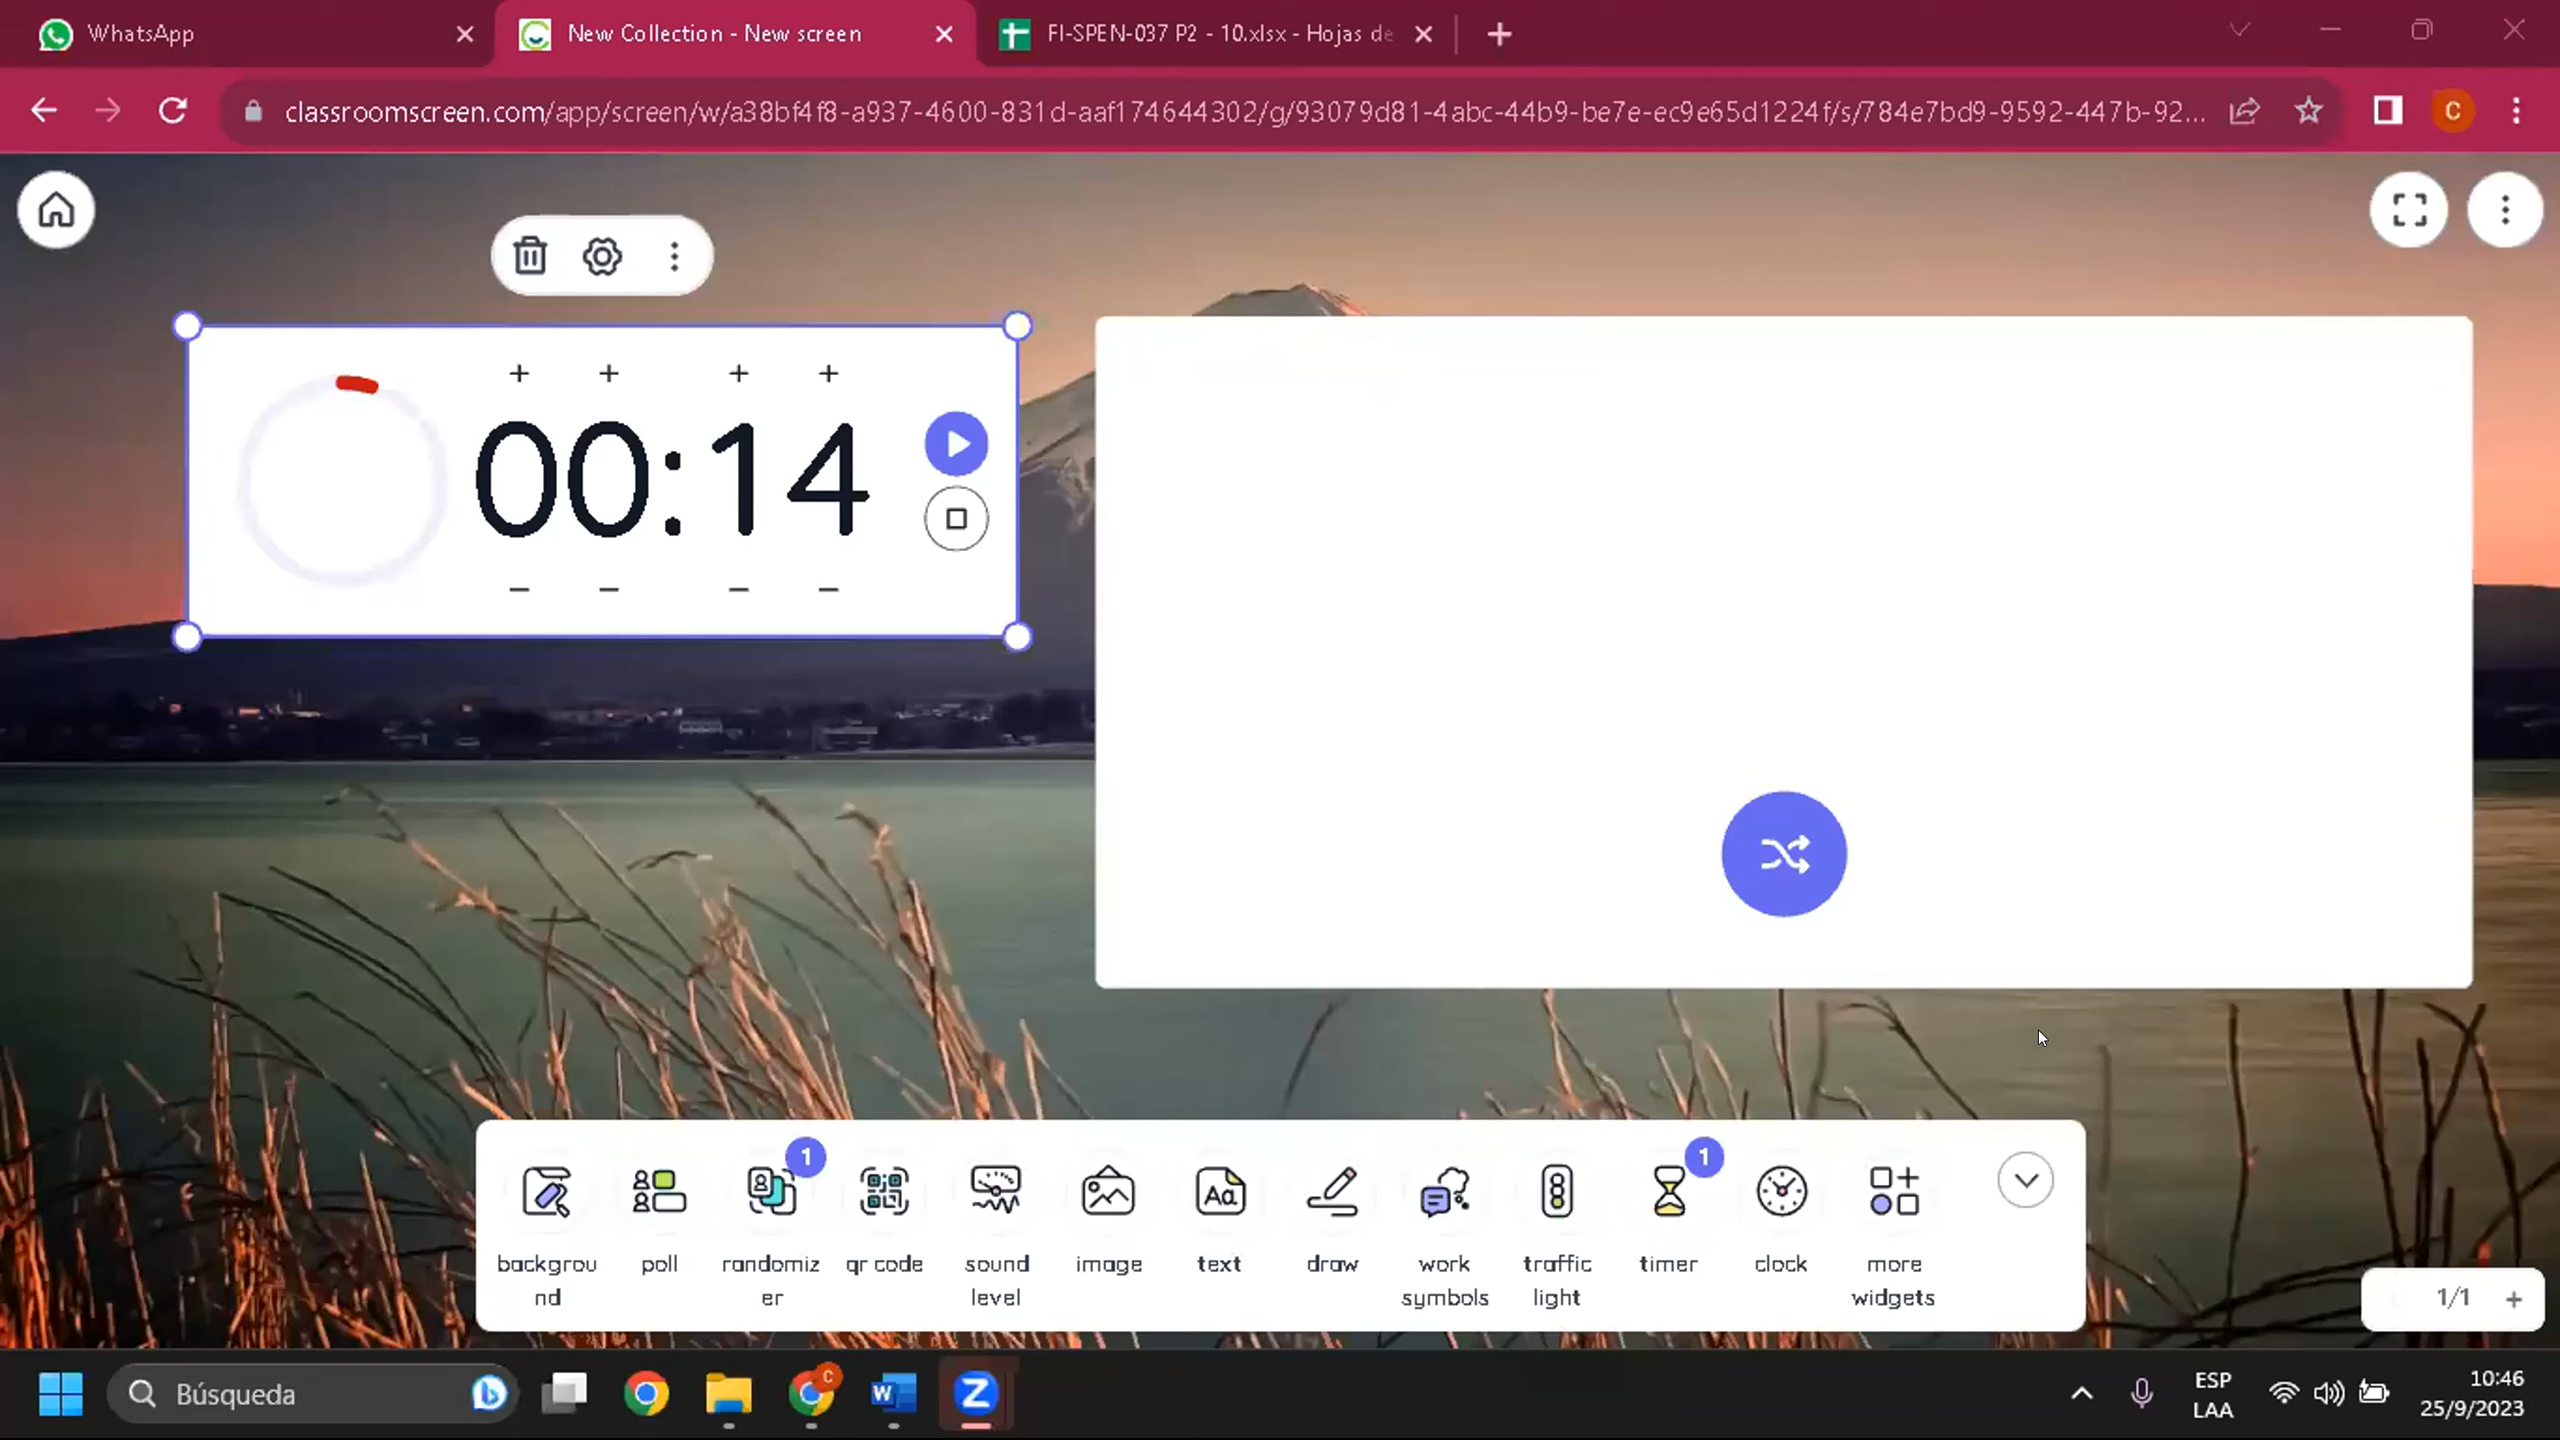 WhatsApp
New Collection - New screen
FI-SPEN-037 P2 - 10.xlsx - Hojas de
classroomscreen.com/app/screen/w/a38bf4f8-a937-4600-831d-aaf174644302/g/93079d81-4abc-44b9-be7e-ec9e65d1224f/s/784e7bd9-9592-447b-92...
C
+ + + +
00:14
− − − −
1
1
Aa
backgrou
nd
poll
randomiz
er
qr code
sound
level
image
text
draw
work
symbols
traffic
light
timer
clock
more
widgets
1/1 +
Búsqueda
C
ESP
LAA
10:46
25/9/2023